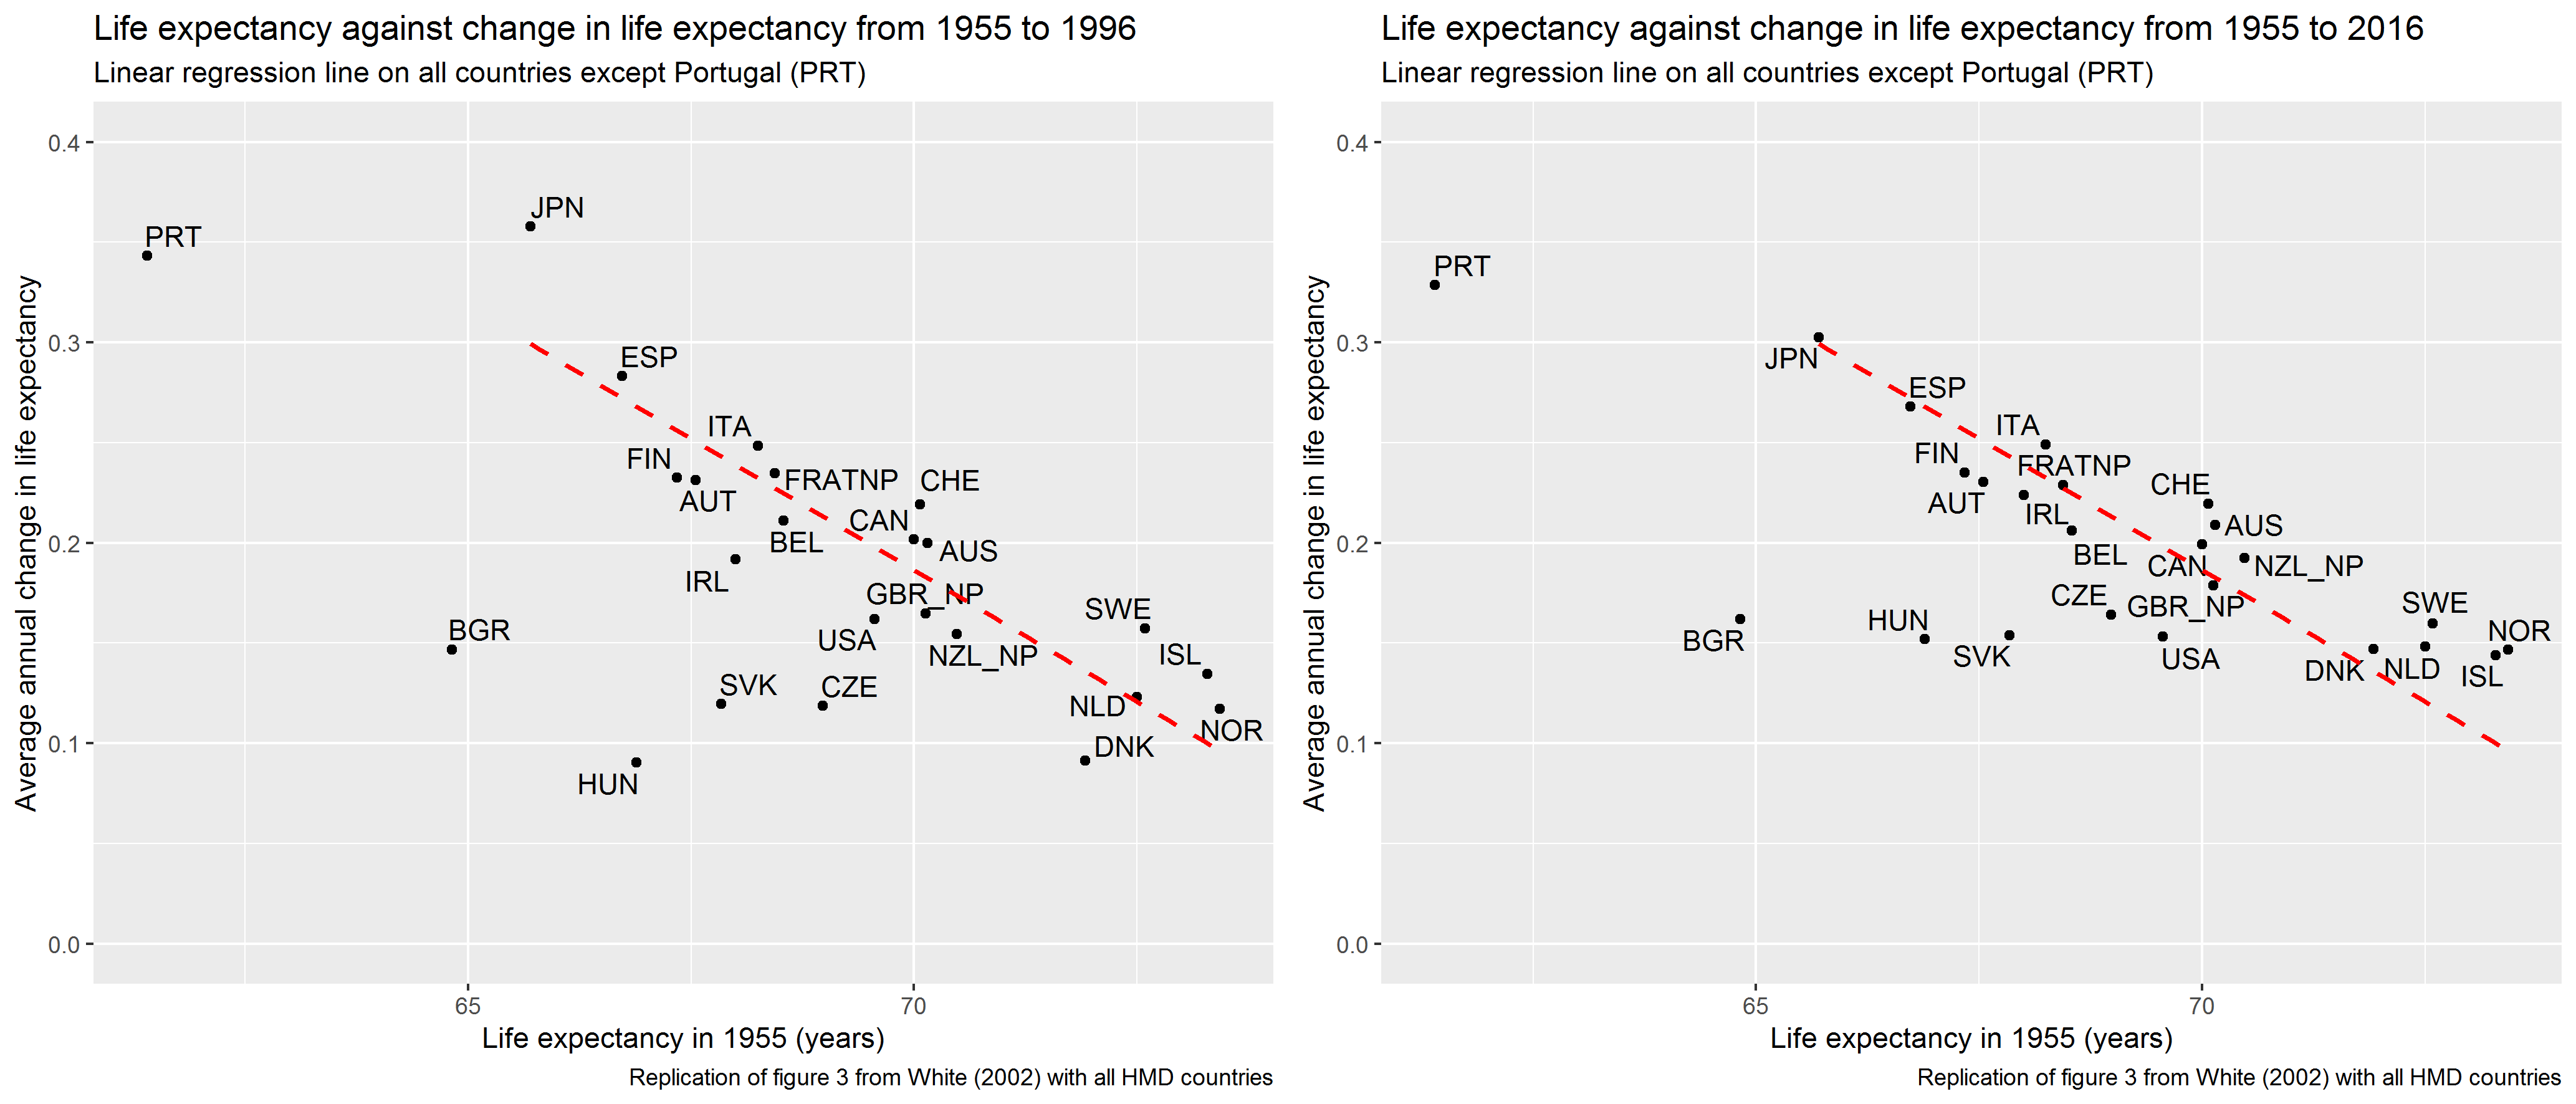 Life expectancy against change in life expectancy from 1955 to 1996
Linear regression line on all countries except Portugal (PRT)
Average annual change in life expectancy
0.4
0.3
0.2
0.1
0.0
PRT
JPN
ESP
ITA
FIN
FRATNP
CHE
AUT
CAN
BEL
AUS
IRL
GBR_NP
SWE
BGR
USA
NZL_NP
ISL
SVK
CZE
NLD
NOR
DNK
HUN
65
70
Life expectancy in 1955 (years)
Replication of figure 3 from White (2002) with all HMD countries
Life expectancy against change in life expectancy from 1955 to 2016
Linear regression line on all countries except Portugal (PRT)
Average annual change in life expectancy
0.4
0.3
0.2
0.1
0.0
PRT
JPN
ESP
ITA
FIN
FRATNP
CHE
AUT
IRL
AUS
BEL
CAN
NZL_NP
CZE
GBR_NP
SWE
HUN
NOR
BGR
SVK
USA
DNK
NLD
ISL
65
70
Life expectancy in 1955 (years)
Replication of figure 3 from White (2002) with all HMD countries